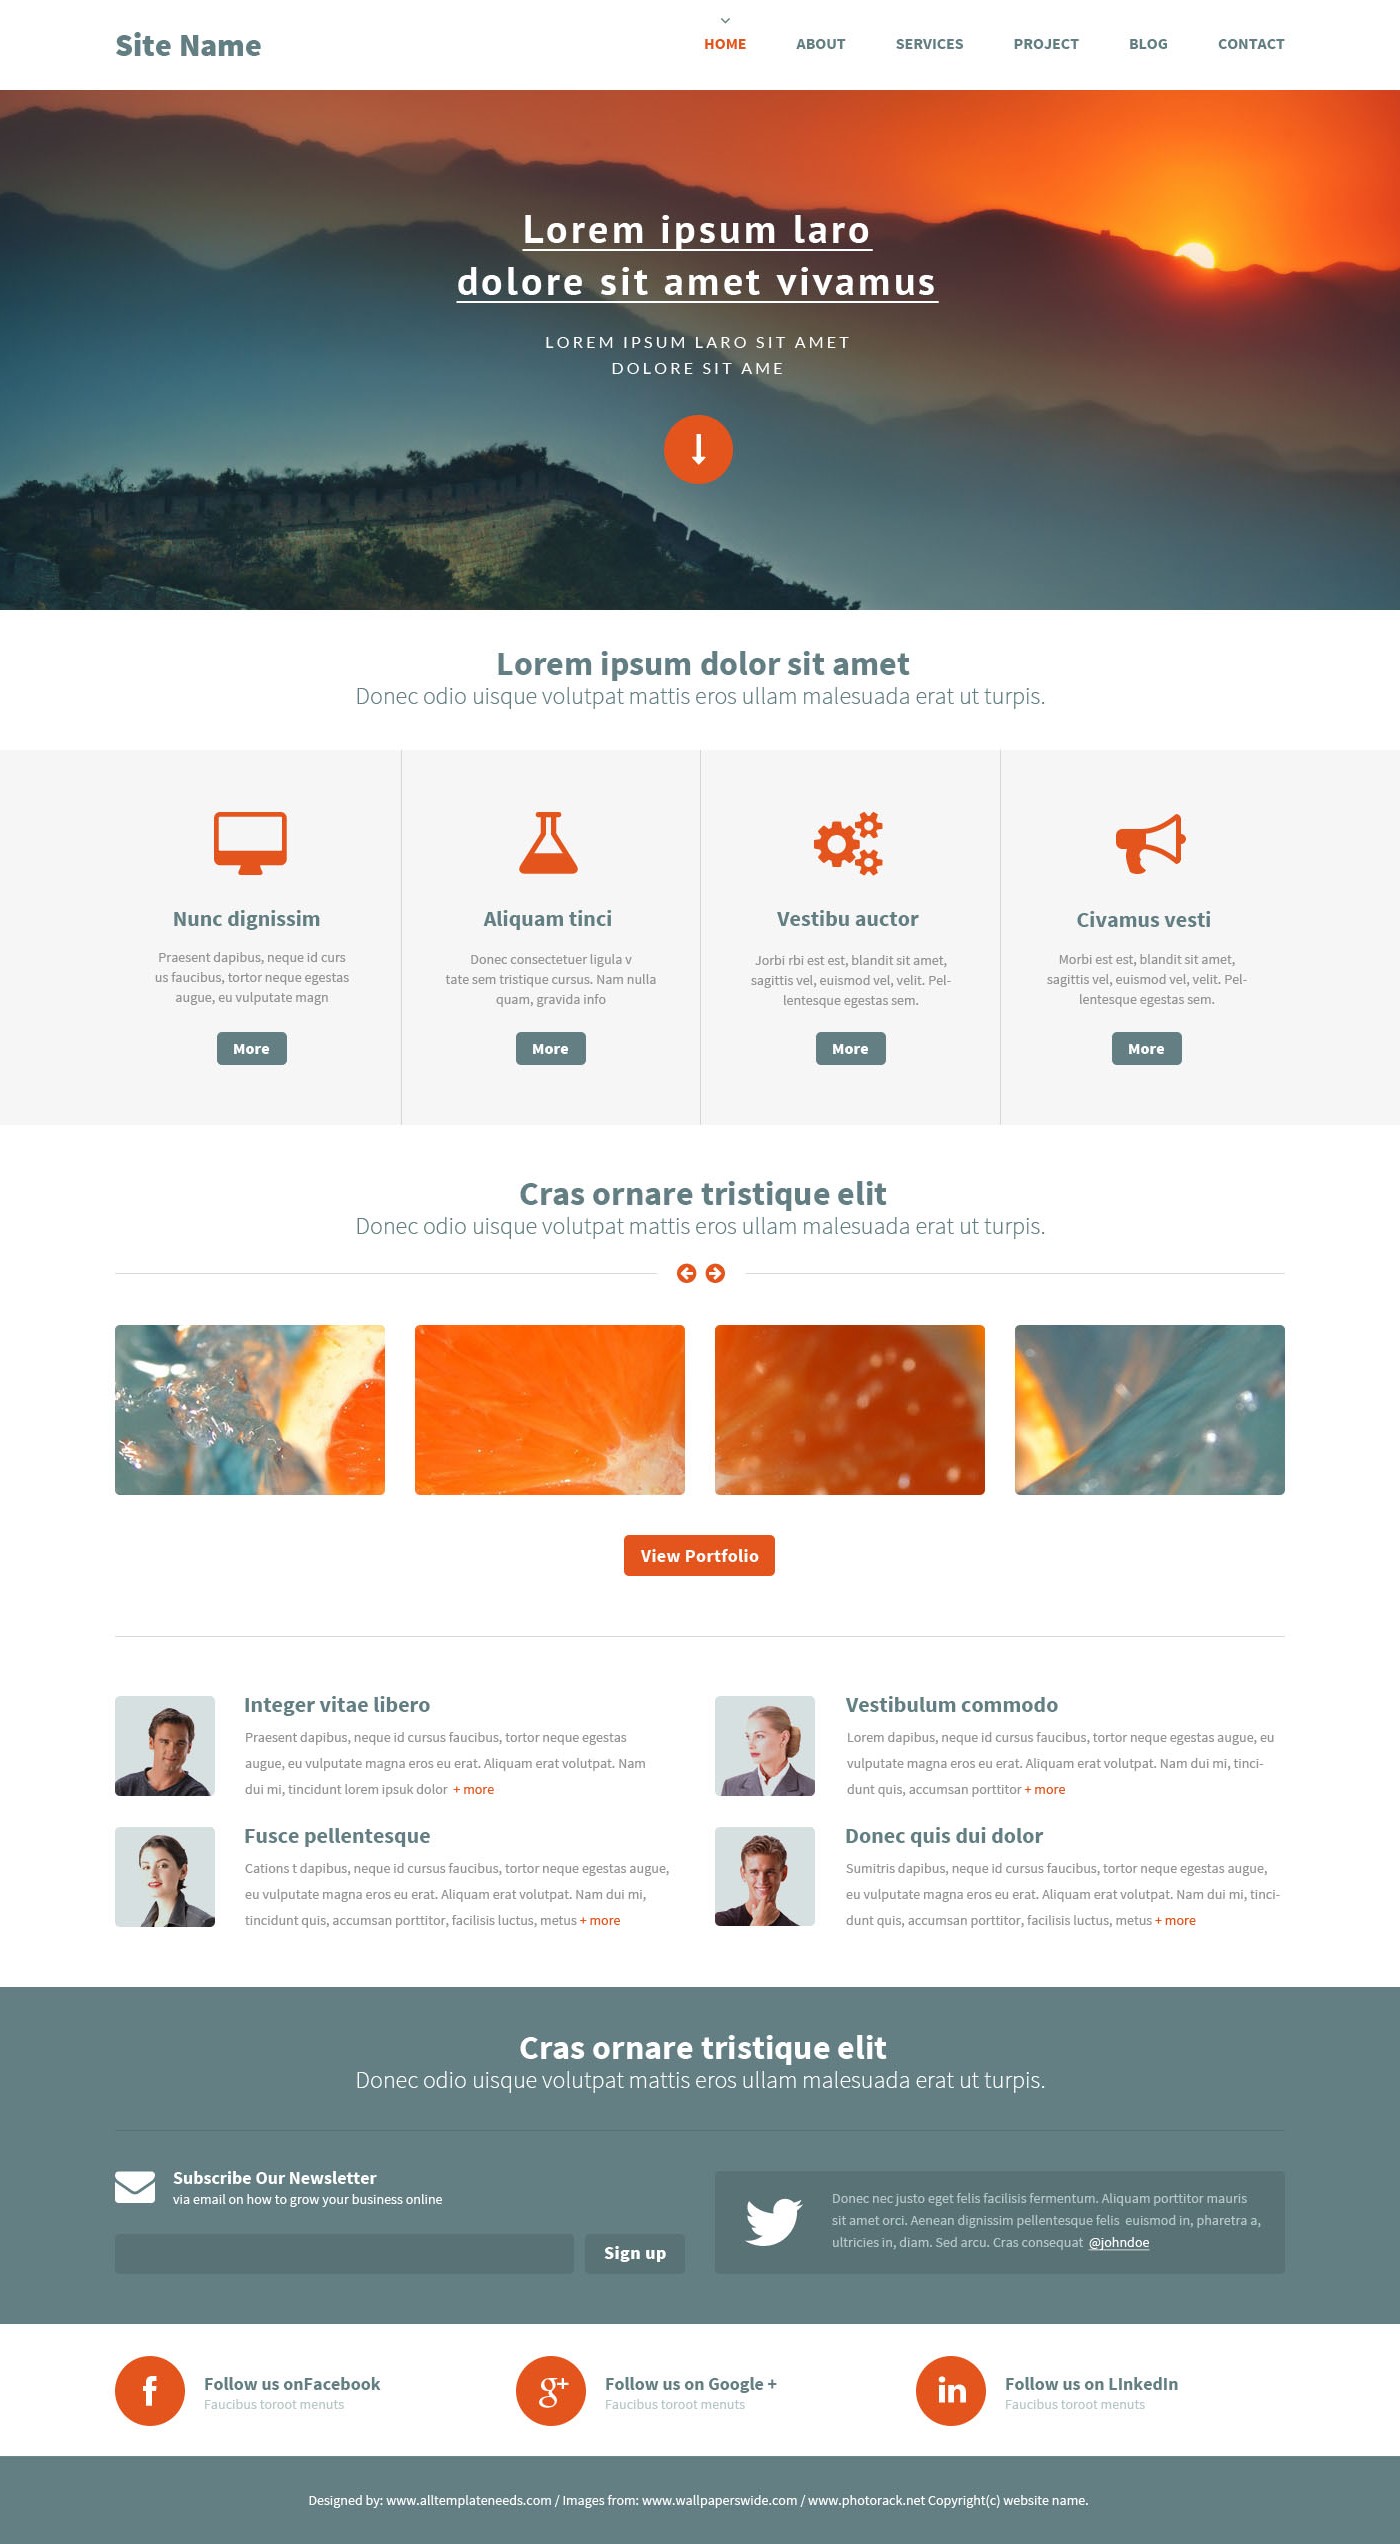 Site Name
HOME ABOUT SERVICES PROJECT BLOG CONTACT
Lorem ipsum laro
dolore sit amet vivamus
LOREM IPSUM LARO SIT AMET
DOLORE SIT AME
Lorem ipsum dolor sit amet
Donec odio uisque volutpat mattis eros ullam malesuada erat ut turpis.
Nunc dignissim
Praesent dapibus, neque id curs
us faucibus, tortor neque egestas
augue, eu vulputate magn
More
Aliquam tinci
Donec consectetuer ligula v
tate sem tristique cursus. Nam nulla
quam, gravida info
More
Vestibu auctor
Jorbi rbi est est, blandit sit amet,
sagittis vel, euismod vel, velit. Pel-
lentesque egestas sem.
More
Civamus vesti
Morbi est est, blandit sit amet,
sagittis vel, euismod vel, velit. Pel-
lentesque egestas sem.
More
Cras ornare tristique elit
Donec odio uisque volutpat mattis eros ullam malesuada erat ut turpis.
View Portfolio
Integer vitae libero
Praesent dapibus, neque id cursus faucibus, tortor neque egestas
augue, eu vulputate magna eros eu erat. Aliquam erat volutpat. Nam
dui mi, tincidunt lorem ipsuk dolor + more
Vestibulum commodo
Lorem dapibus, neque id cursus faucibus, tortor neque egestas augue, eu
vulputate magna eros eu erat. Aliquam erat volutpat. Nam dui mi, tinci-
dunt quis, accumsan porttitor + more
Fusce pellentesque
Cations t dapibus, neque id cursus faucibus, tortor neque egestas augue,
eu vulputate magna eros eu erat. Aliquam erat volutpat. Nam dui mi,
tincidunt quis, accumsan porttitor, facilisis luctus, metus + more
Donec quis dui dolor
Sumitris dapibus, neque id cursus faucibus, tortor neque egestas augue,
eu vulputate magna eros eu erat. Aliquam erat volutpat. Nam dui mi, tinci-
dunt quis, accumsan porttitor, facilisis luctus, metus + more
Cras ornare tristique elit
Donec odio uisque volutpat mattis eros ullam malesuada erat ut turpis.
Subscribe Our Newsletter
via email on how to grow your business online
Sign up
Donec nec justo eget felis facilisis fermentum. Aliquam porttitor mauris
sit amet orci. Aenean dignissim pellentesque felis euismod in, pharetra a,
ultricies in, diam. Sed arcu. Cras consequat @johndoe
f
Follow us onFacebook
Faucibus toroot menuts
g+
Follow us on Google +
Faucibus toroot menuts
in
Follow us on LInkedIn
Faucibus toroot menuts
Designed by: www.alltemplateneeds.com / Images from: www.wallpaperswide.com / www.photorack.net Copyright(c) website name.